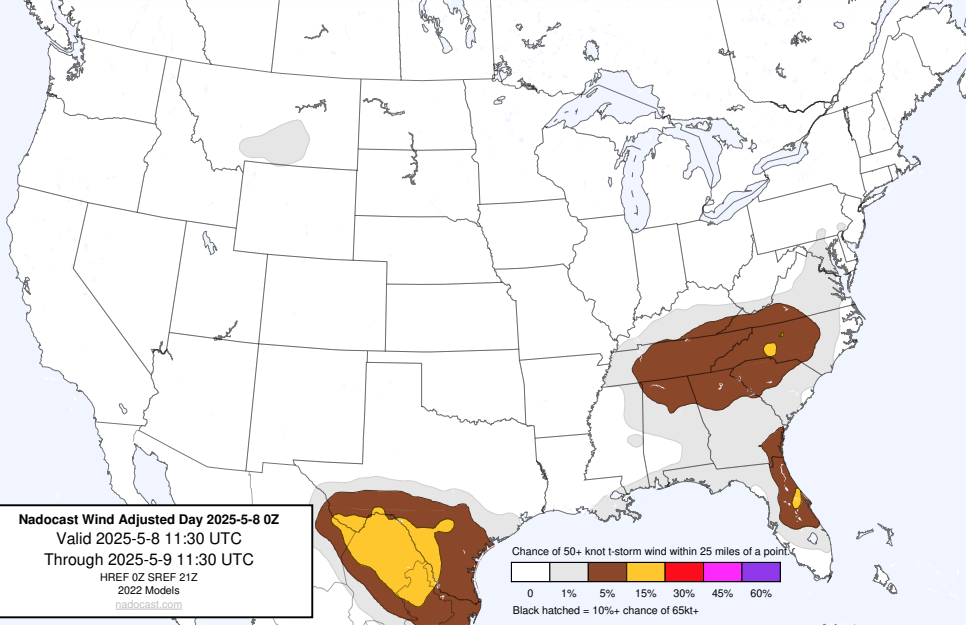 Nadocast Wind Adjusted Day 2025-5-8 0Z
Valid 2025-5-8 11:30 UTC
Through 2025-5-9 11:30 UTC
HREF 0Z SREF 21Z
2022 Models
nadocast.com
Chance of 50+ knot t-storm wind within 25 miles of a point.
0 1% 5% 15% 30% 45% 60%
Black hatched = 10%+ chance of 65kt+